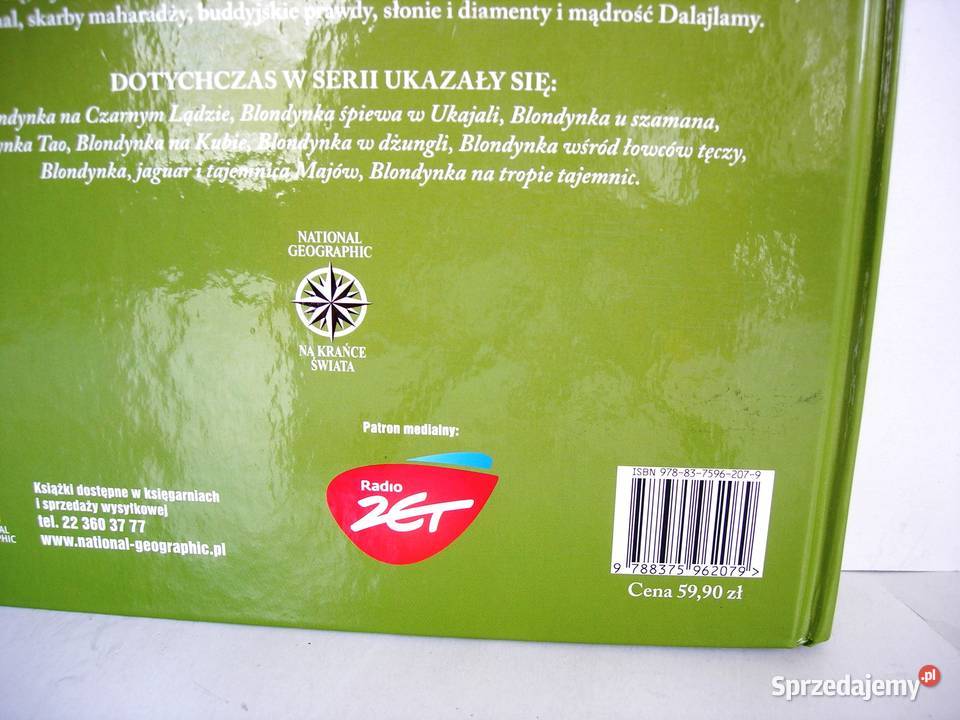 al, skarby maharadży, buddyjskie prawdy, słonie i diamenty i mądrość Dalajlamy.
DOTYCHCZAS W SERII UKAZAŁY SIĘ:
ndynka na Czarnym Lądzie, Blondynka śpiewa w Ukajali, Blondynka u szamana,
nka Tao, Blondynka na Kubie, Blondynka w dżungli, Blondynka wśród łowców tęczy,
Blondynka, jaguar i tajemnica Majów, Blondynka na tropie tajemnic.
NATIONAL
GEOGRAPHIC
NA KRAŃCE
ŚWIATA
Patron medialny:
Radio
ZET
Książki dostępne w księgarniach
i sprzedaży wysyłkowej
tel. 22 360 37 77
www.national-geographic.pl
AL
PHIC
ISBN 978-83-7596-207-9
9 788375 962079 >
Cena 59,90 zł
Sprzedajemy.pl